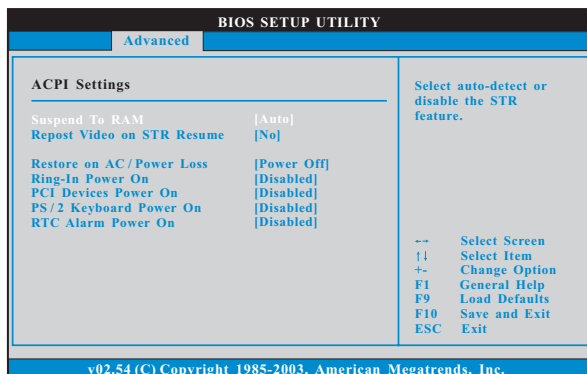 BIOS SETUP UTILITY
Advanced
ACPI Settings
Suspend To RAM [Auto]
Repost Video on STR Resume [No]
Restore on AC / Power Loss [Power Off]
Ring-In Power On [Disabled]
PCI Devices Power On [Disabled]
PS / 2 Keyboard Power On [Disabled]
RTC Alarm Power On [Disabled]
Select auto-detect or
disable the STR
feature.
←→ Select Screen
↑↓ Select Item
+- Change Option
F1 General Help
F9 Load Defaults
F10 Save and Exit
ESC Exit
v02.54 (C) Copyright 1985-2003, American Megatrends, Inc.